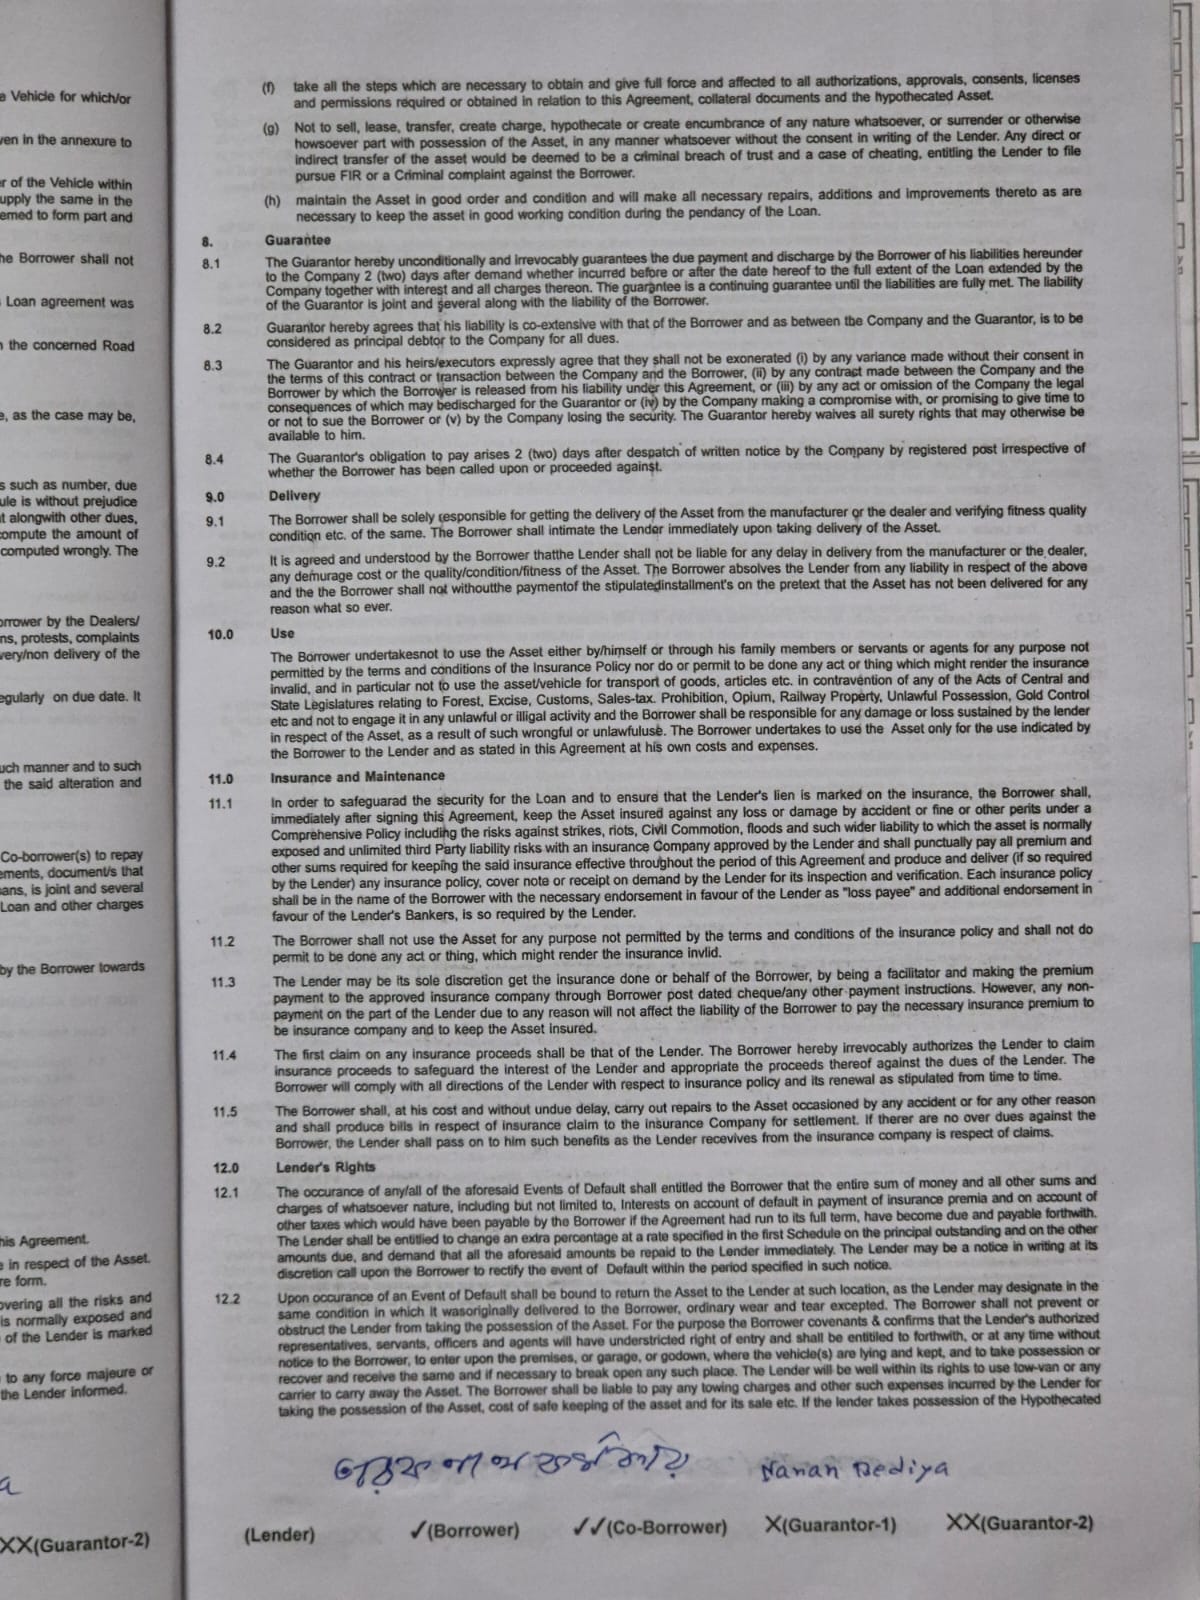 a Vehicle for which/or
ven in the annexure to
er of the Vehicle within
upply the same in the
emed to form part and
he Borrower shall not
Loan agreement was
n the concerned Road
e, as the case may be,
s such as number, due
ule is without prejudice
t alongwith other dues,
compute the amount of
computed wrongly. The
orrower by the Dealers/
ns, protests, complaints
very/non delivery of the
egularly on due date. It
uch manner and to such
the said alteration and
Co-borrower(s) to repay
ements, document/s that
ans, is joint and several
Loan and other charges
by the Borrower towards
his Agreement.
e in respect of the Asset.
re form.
overing all the risks and
is normally exposed and
of the Lender is marked
to any force majeure or
the Lender informed.
a
XX(Guarantor-2)
(f) take all the steps which are necessary to obtain and give full force and affected to all authorizations, approvals, consents, licenses
and permissions required or obtained in relation to this Agreement, collateral documents and the hypothecated Asset.
(g) Not to sell, lease, transfer, create charge, hypothecate or create encumbrance of any nature whatsoever, or surrender or otherwise
howsoever part with possession of the Asset, in any manner whatsoever without the consent in writing of the Lender. Any direct or
indirect transfer of the asset would be deemed to be a criminal breach of trust and a case of cheating, entitling the Lender to file
pursue FIR or a Criminal complaint against the Borrower.
(h) maintain the Asset in good order and condition and will make all necessary repairs, additions and improvements thereto as are
necessary to keep the asset in good working condition during the pendancy of the Loan.
8. Guarantee
8.1 The Guarantor hereby unconditionally and irrevocably guarantees the due payment and discharge by the Borrower of his liabilities hereunder
to the Company 2 (two) days after demand whether incurred before or after the date hereof to the full extent of the Loan extended by the
Company together with interest and all charges thereon. The guarantee is a continuing guarantee until the liabilities are fully met. The liability
of the Guarantor is joint and several along with the liability of the Borrower.
8.2 Guarantor hereby agrees that his liability is co-extensive with that of the Borrower and as between the Company and the Guarantor, is to be
considered as principal debtor to the Company for all dues.
8.3 The Guarantor and his heirs/executors expressly agree that they shall not be exonerated (i) by any variance made without their consent in
the terms of this contract or transaction between the Company and the Borrower, (ii) by any contract made between the Company and the
Borrower by which the Borrower is released from his liability under this Agreement, or (iii) by any act or omission of the Company the legal
consequences of which may bedischarged for the Guarantor or (iv) by the Company making a compromise with, or promising to give time to
or not to sue the Borrower or (v) by the Company losing the security. The Guarantor hereby waives all surety rights that may otherwise be
available to him.
8.4 The Guarantor's obligation to pay arises 2 (two) days after despatch of written notice by the Company by registered post irrespective of
whether the Borrower has been called upon or proceeded against.
9.0 Delivery
9.1 The Borrower shall be solely responsible for getting the delivery of the Asset from the manufacturer or the dealer and verifying fitness quality
condition etc. of the same. The Borrower shall intimate the Lender immediately upon taking delivery of the Asset.
9.2 It is agreed and understood by the Borrower thatthe Lender shall not be liable for any delay in delivery from the manufacturer or the dealer,
any demurage cost or the quality/condition/fitness of the Asset. The Borrower absolves the Lender from any liability in respect of the above
and the the Borrower shall not withoutthe paymentof the stipulatedinstallment's on the pretext that the Asset has not been delivered for any
reason what so ever.
10.0 Use
The Borrower undertakesnot to use the Asset either by/himself or through his family members or servants or agents for any purpose not
permitted by the terms and conditions of the Insurance Policy nor do or permit to be done any act or thing which might render the insurance
invalid, and in particular not to use the asset/vehicle for transport of goods, articles etc. in contravention of any of the Acts of Central and
State Legislatures relating to Forest, Excise, Customs, Sales-tax. Prohibition, Opium, Railway Property, Unlawful Possession, Gold Control
etc and not to engage it in any unlawful or illigal activity and the Borrower shall be responsible for any damage or loss sustained by the lender
in respect of the Asset, as a result of such wrongful or unlawfuluse. The Borrower undertakes to use the Asset only for the use indicated by
the Borrower to the Lender and as stated in this Agreement at his own costs and expenses.
11.0 Insurance and Maintenance
11.1 In order to safeguarad the security for the Loan and to ensure that the Lender's lien is marked on the insurance, the Borrower shall,
immediately after signing this Agreement, keep the Asset insured against any loss or damage by accident or fine or other perits under a
Comprehensive Policy including the risks against strikes, riots, Civil Commotion, floods and such wider liability to which the asset is normally
exposed and unlimited third Party liability risks with an insurance Company approved by the Lender and shall punctually pay all premium and
other sums required for keeping the said insurance effective throughout the period of this Agreement and produce and deliver (if so required
by the Lender) any insurance policy, cover note or receipt on demand by the Lender for its inspection and verification. Each insurance policy
shall be in the name of the Borrower with the necessary endorsement in favour of the Lender as "loss payee" and additional endorsement in
favour of the Lender's Bankers, is so required by the Lender.
11.2 The Borrower shall not use the Asset for any purpose not permitted by the terms and conditions of the insurance policy and shall not do
permit to be done any act or thing, which might render the insurance invlid.
11.3 The Lender may be its sole discretion get the insurance done or behalf of the Borrower, by being a facilitator and making the premium
payment to the approved insurance company through Borrower post dated cheque/any other payment instructions. However, any non-
payment on the part of the Lender due to any reason will not affect the liability of the Borrower to pay the necessary insurance premium to
be insurance company and to keep the Asset insured.
11.4 The first claim on any insurance proceeds shall be that of the Lender. The Borrower hereby irrevocably authorizes the Lender to claim
insurance proceeds to safeguard the interest of the Lender and appropriate the proceeds thereof against the dues of the Lender. The
Borrower will comply with all directions of the Lender with respect to insurance policy and its renewal as stipulated from time to time.
11.5 The Borrower shall, at his cost and without undue delay, carry out repairs to the Asset occasioned by any accident or for any other reason
and shall produce bills in respect of insurance claim to the insurance Company for settlement. If therer are no over dues against the
Borrower, the Lender shall pass on to him such benefits as the Lender recevives from the insurance company is respect of claims.
12.0 Lender's Rights
12.1 The occurance of any/all of the aforesaid Events of Default shall entitled the Borrower that the entire sum of money and all other sums and
charges of whatsoever nature, including but not limited to, Interests on account of default in payment of insurance premia and on account of
other taxes which would have been payable by the Borrower if the Agreement had run to its full term, have become due and payable forthwith.
The Lender shall be entitlied to change an extra percentage at a rate specified in the first Schedule on the principal outstanding and on the other
amounts due, and demand that all the aforesaid amounts be repaid to the Lender immediately. The Lender may be a notice in writing at its
discretion call upon the Borrower to rectify the event of Default within the period specified in such notice.
12.2 Upon occurance of an Event of Default shall be bound to return the Asset to the Lender at such location, as the Lender may designate in the
same condition in which it wasoriginally delivered to the Borrower, ordinary wear and tear excepted. The Borrower shall not prevent or
obstruct the Lender from taking the possession of the Asset. For the purpose the Borrower covenants & confirms that the Lender's authorized
representatives, servants, officers and agents will have understricted right of entry and shall be entitiled to forthwith, or at any time without
notice to the Borrower, to enter upon the premises, or garage, or godown, where the vehicle(s) are lying and kept, and to take possession or
recover and receive the same and if necessary to break open any such place. The Lender will be well within its rights to use tow-van or any
carrier to carry away the Asset. The Borrower shall be liable to pay any towing charges and other such expenses incurred by the Lender for
taking the possession of the Asset, cost of safe keeping of the asset and for its sale etc. If the lender takes possession of the Hypothecated
Nanan Bediya
(Lender) ✓(Borrower) ✓✓(Co-Borrower) X(Guarantor-1) XX(Guarantor-2)